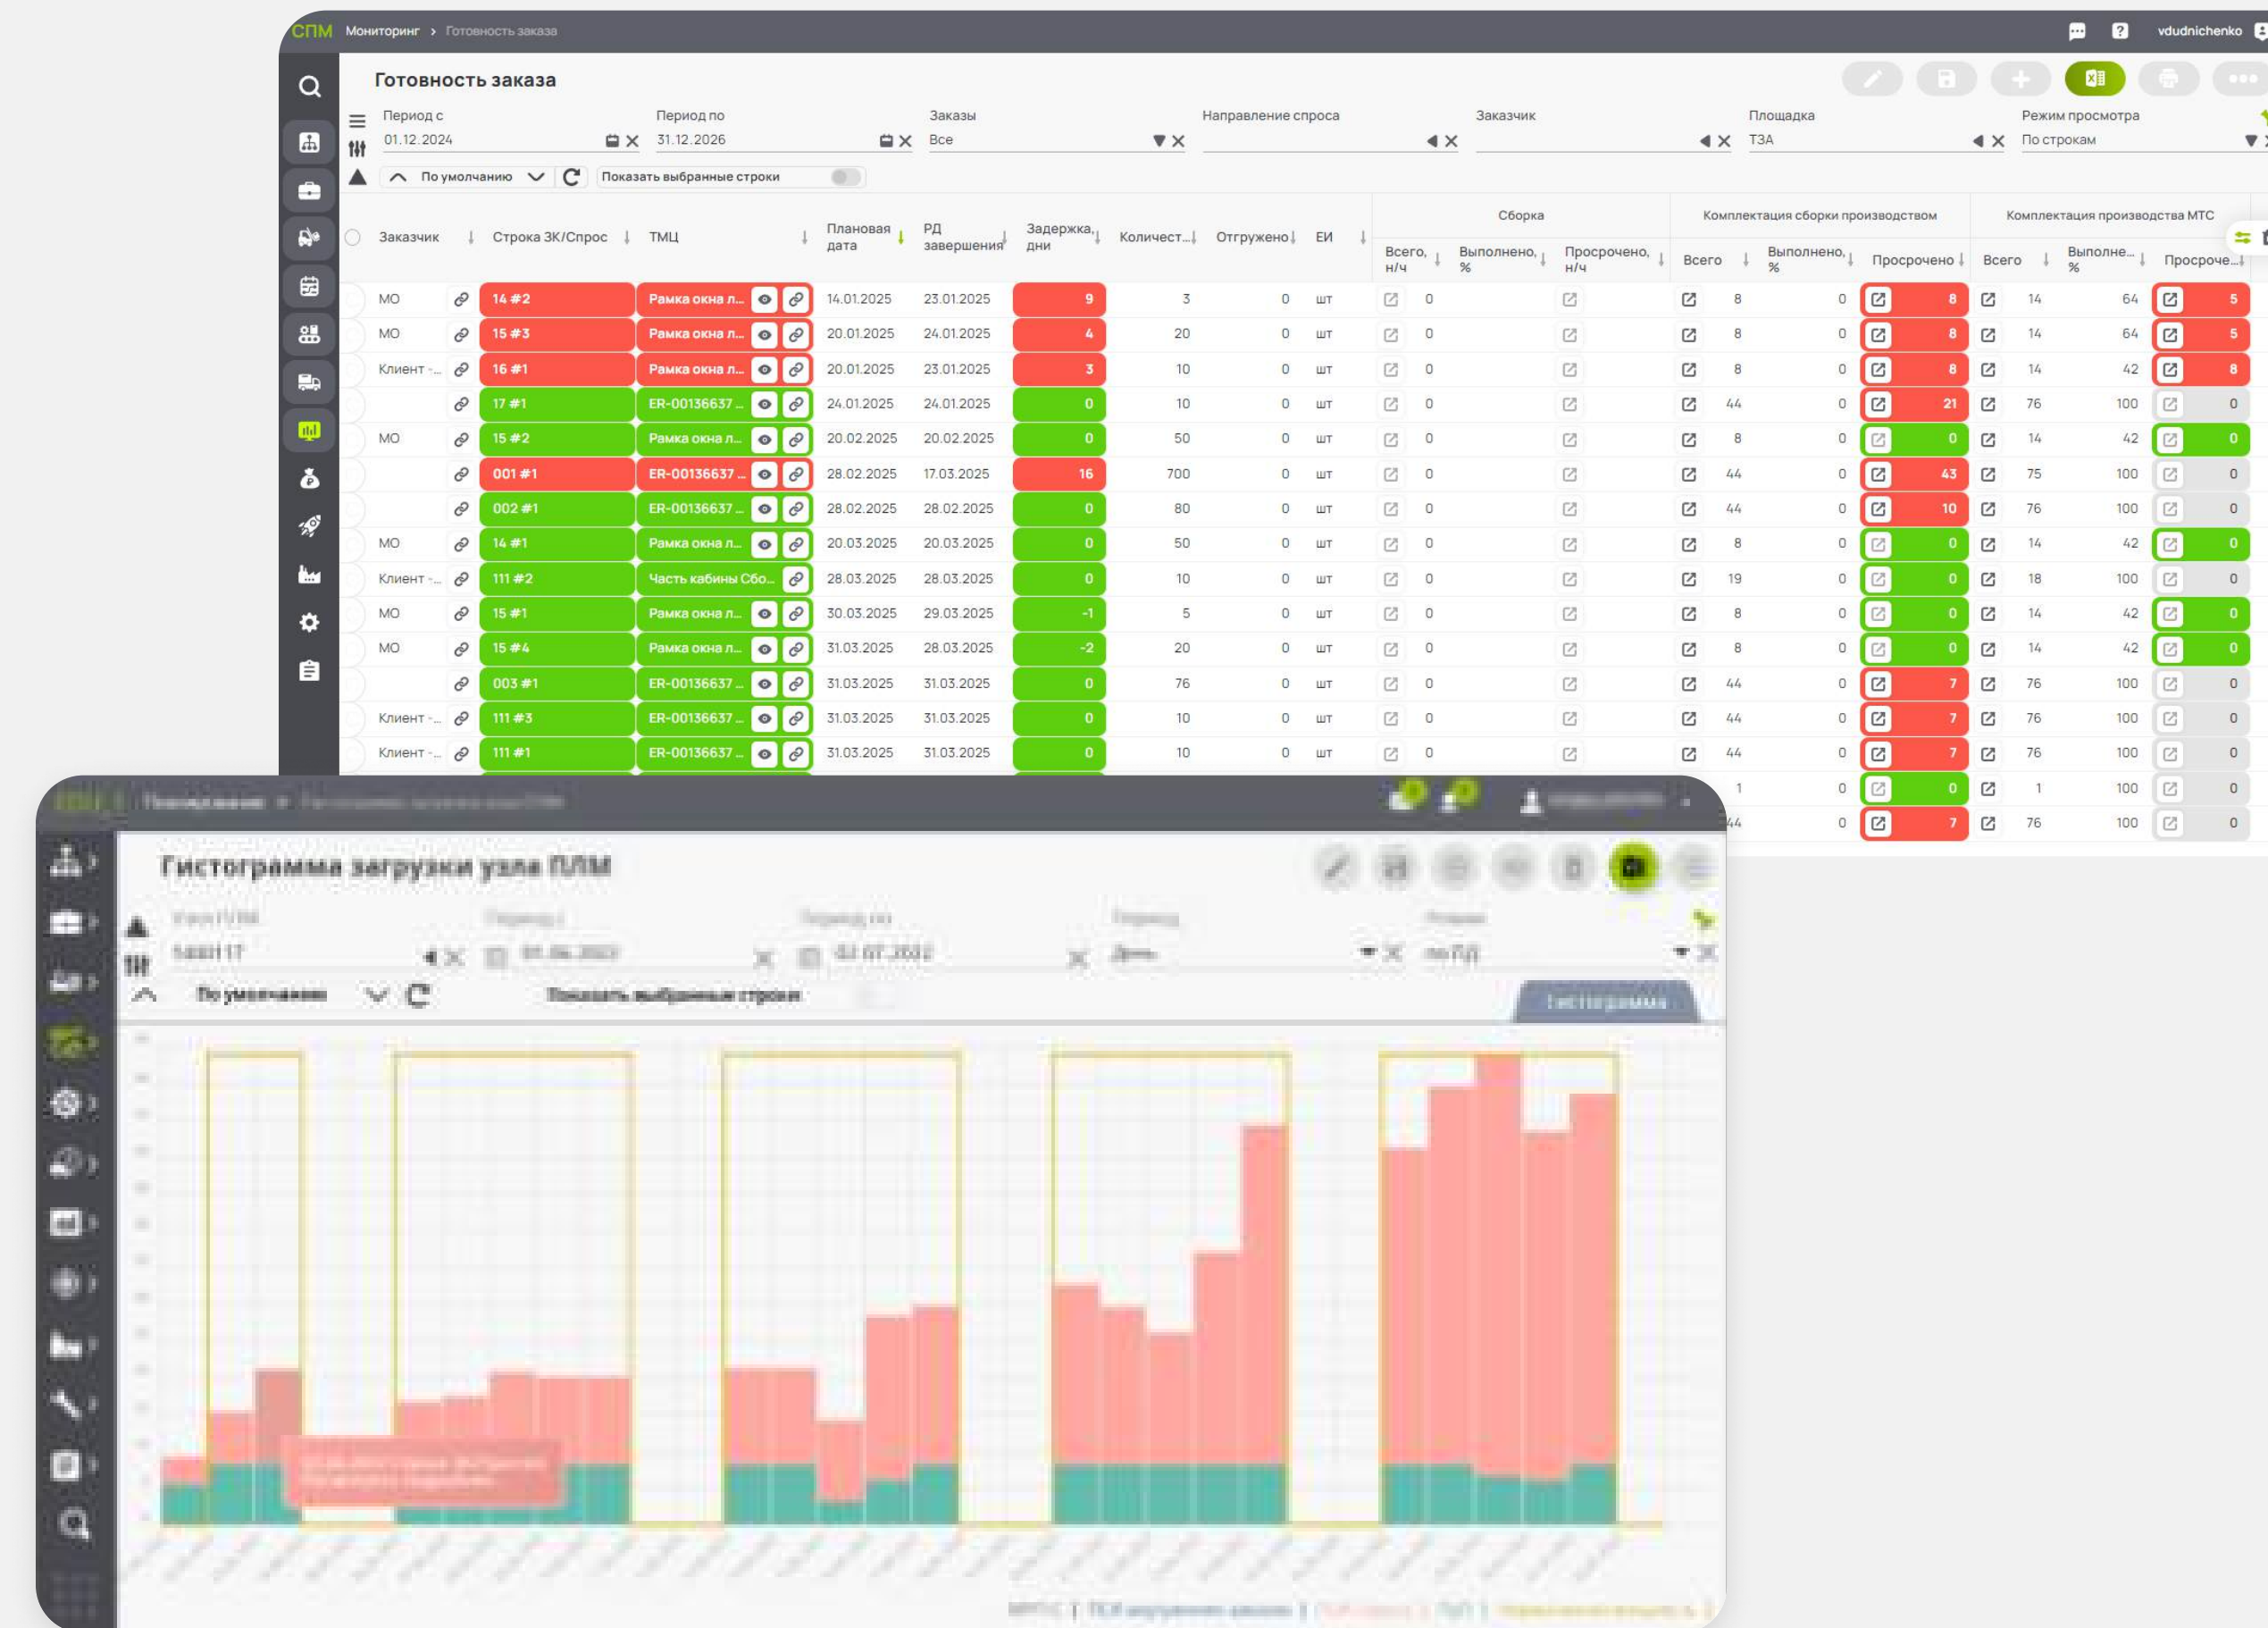 СПМ Мониторинг > Готовность заказа vdudnichenko
Готовность заказа
Период с Период по Заказы Направление спроса Заказчик Площадка Режим просмотра
01.12.2024 31.12.2026 Все ТЗА По строкам
По умолчанию Показать выбранные строки
Сборка Комплектация сборки производством Комплектация производства МТС
Заказчик Строка ЗК/Спрос ТМЦ Плановая дата РД завершения Задержка, дни Количест... Отгружено ЕИ Всего, н/ч Выполнено, % Просрочено, н/ч Всего Выполнено, % Просрочено Всего Выполне... % Просроче...
МО 14 #2 Рамка окна л... 14.01.2025 23.01.2025 9 3 0 шт 0 8 0 8 14 64 5
МО 15 #3 Рамка окна л... 20.01.2025 24.01.2025 4 20 0 шт 0 8 0 8 14 64 5
Клиент -... 16 #1 Рамка окна л... 20.01.2025 23.01.2025 3 10 0 шт 0 8 0 8 14 42 8
17 #1 ER-00136637 ... 24.01.2025 24.01.2025 0 10 0 шт 0 44 0 21 76 100 0
МО 15 #2 Рамка окна л... 20.02.2025 20.02.2025 0 50 0 шт 0 8 0 0 14 42 0
001 #1 ER-00136637 ... 28.02.2025 17.03.2025 16 700 0 шт 0 44 0 43 75 100 0
002 #1 ER-00136637 ... 28.02.2025 28.02.2025 0 80 0 шт 0 44 0 10 76 100 0
МО 14 #1 Рамка окна л... 20.03.2025 20.03.2025 0 50 0 шт 0 8 0 0 14 42 0
Клиент -... 111 #2 Часть кабины Сбо... 28.03.2025 28.03.2025 0 10 0 шт 0 19 0 0 18 100 0
МО 15 #1 Рамка окна л... 30.03.2025 29.03.2025 -1 5 0 шт 0 8 0 0 14 42 0
МО 15 #4 Рамка окна л... 31.03.2025 28.03.2025 -2 20 0 шт 0 8 0 0 14 42 0
003 #1 ER-00136637 ... 31.03.2025 31.03.2025 0 76 0 шт 0 44 0 7 76 100 0
Клиент -... 111 #3 ER-00136637 ... 31.03.2025 31.03.2025 0 10 0 шт 0 44 0 7 76 100 0
Клиент -... 111 #1 ER-00136637 ... 31.03.2025 31.03.2025 0 10 0 шт 0 44 0 7 76 100 0
1 0 0 1 100 0
44 0 7 76 100 0
Гистограмма загрузки узла ПЛМ
Период с Период по Период
День по ПД
По умолчанию Показать выбранные строки
Гистограмма